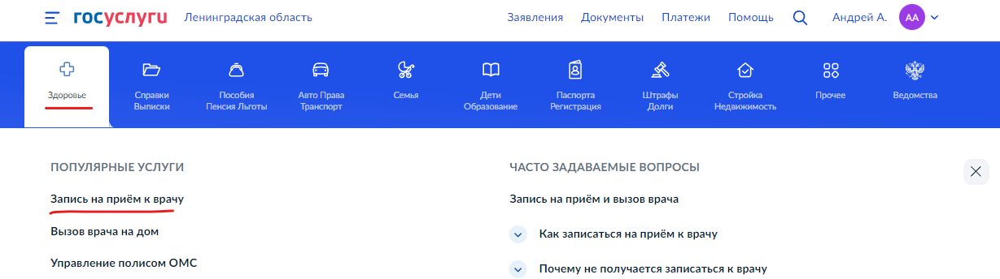 госуслуги
Ленинградская область
Заявления Документы Платежи Помощь
Андрей А. АА
Здоровье
Справки
Выписки
Пособия
Пенсия Льготы
Авто Права
Транспорт
Семья
Дети
Образование
Паспорта
Регистрация
Штрафы
Долги
Стройка
Недвижимость
Прочее
Ведомства
ПОПУЛЯРНЫЕ УСЛУГИ
Запись на приём к врачу
Вызов врача на дом
Управление полисом ОМС
ЧАСТО ЗАДАВАЕМЫЕ ВОПРОСЫ
Запись на приём и вызов врача
Как записаться на приём к врачу
Почему не получается записаться к врачу